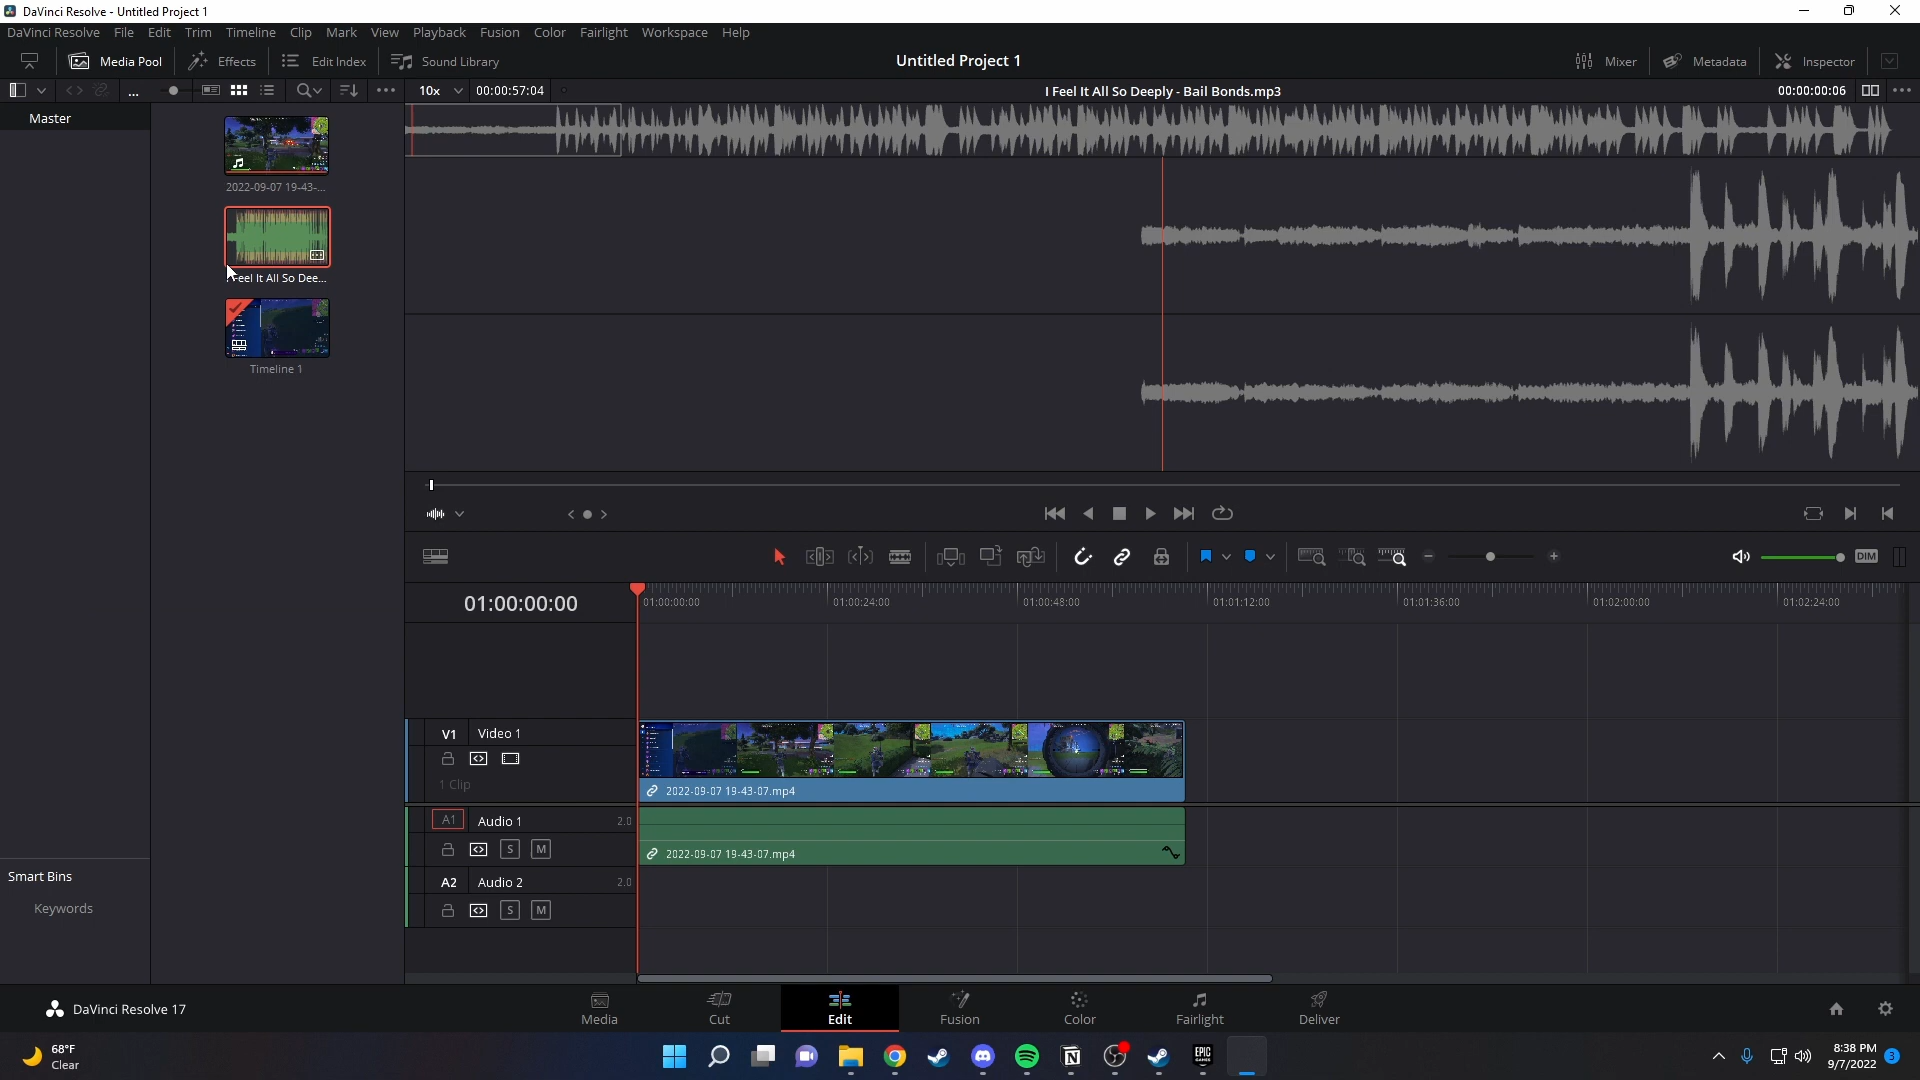 DaVinci Resolve - Untitled Project 1
DaVinci Resolve File Edit Trim Timeline Clip Mark View Playback Fusion Color Fairlight Workspace Help
Media Pool Effects Edit Index Sound Library Untitled Project 1 Mixer Metadata Inspector
10x 00:00:57:04 I Feel It All So Deeply - Bail Bonds.mp3 00:00:00:06
Master
2022-09-07 19-43-...
I Feel It All So Dee...
Timeline 1
DIM
01:00:00:00
01:00:00:00 01:00:24:00 01:00:48:00 01:01:12:00 01:01:36:00 01:02:00:00 01:02:24:00
V1 Video 1
1 Clip
2022-09-07 19-43-07.mp4
A1 Audio 1 2.0
S M
2022-09-07 19-43-07.mp4
A2 Audio 2 2.0
S M
Smart Bins
Keywords
DaVinci Resolve 17
Media Cut Edit Fusion Color Fairlight Deliver
68°F
Clear
EPIC GAMES
8:38 PM
9/7/2022
3